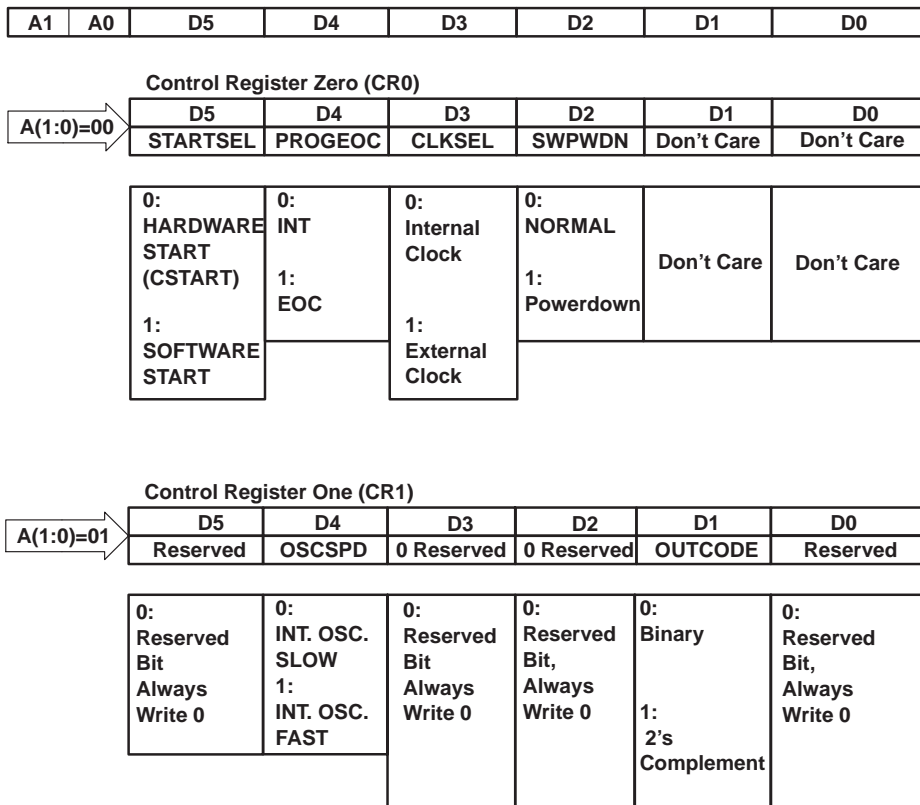 A1 A0 D5 D4 D3 D2 D1 D0
Control Register Zero (CR0)
A(1:0)=00
D5 D4 D3 D2 D1 D0
STARTSEL PROGEOC CLKSEL SWPWDN Don't Care Don't Care
0:
HARDWARE
START
(CSTART)
1:
SOFTWARE
START
0:
INT
1:
EOC
0:
Internal
Clock
1:
External
Clock
0:
NORMAL
1:
Powerdown
Don't Care
Don't Care
Control Register One (CR1)
A(1:0)=01
D5 D4 D3 D2 D1 D0
Reserved OSCSPD 0 Reserved 0 Reserved OUTCODE Reserved
0:
Reserved
Bit
Always
Write 0
0:
INT. OSC.
SLOW
1:
INT. OSC.
FAST
0:
Reserved
Bit
Always
Write 0
0:
Reserved
Bit,
Always
Write 0
0:
Binary
1:
2's
Complement
0:
Reserved
Bit,
Always
Write 0